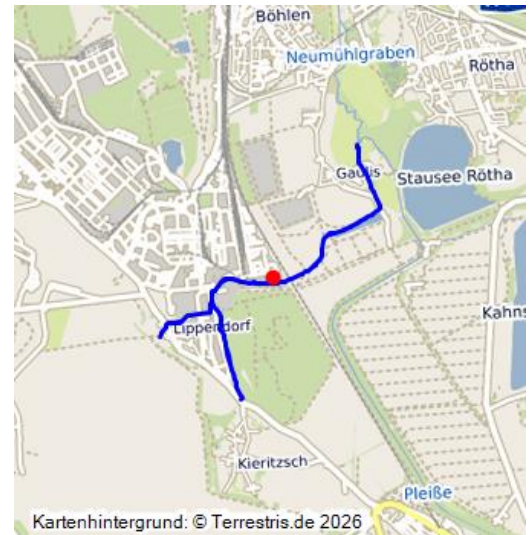 Böhlen
Neumühlgraben
Rötha
Gaulis
Stausee Rötha
Kahns
Lippendorf
Kieritzsch
Pleiße
Kartenhintergrund: © Terrestris.de 2026